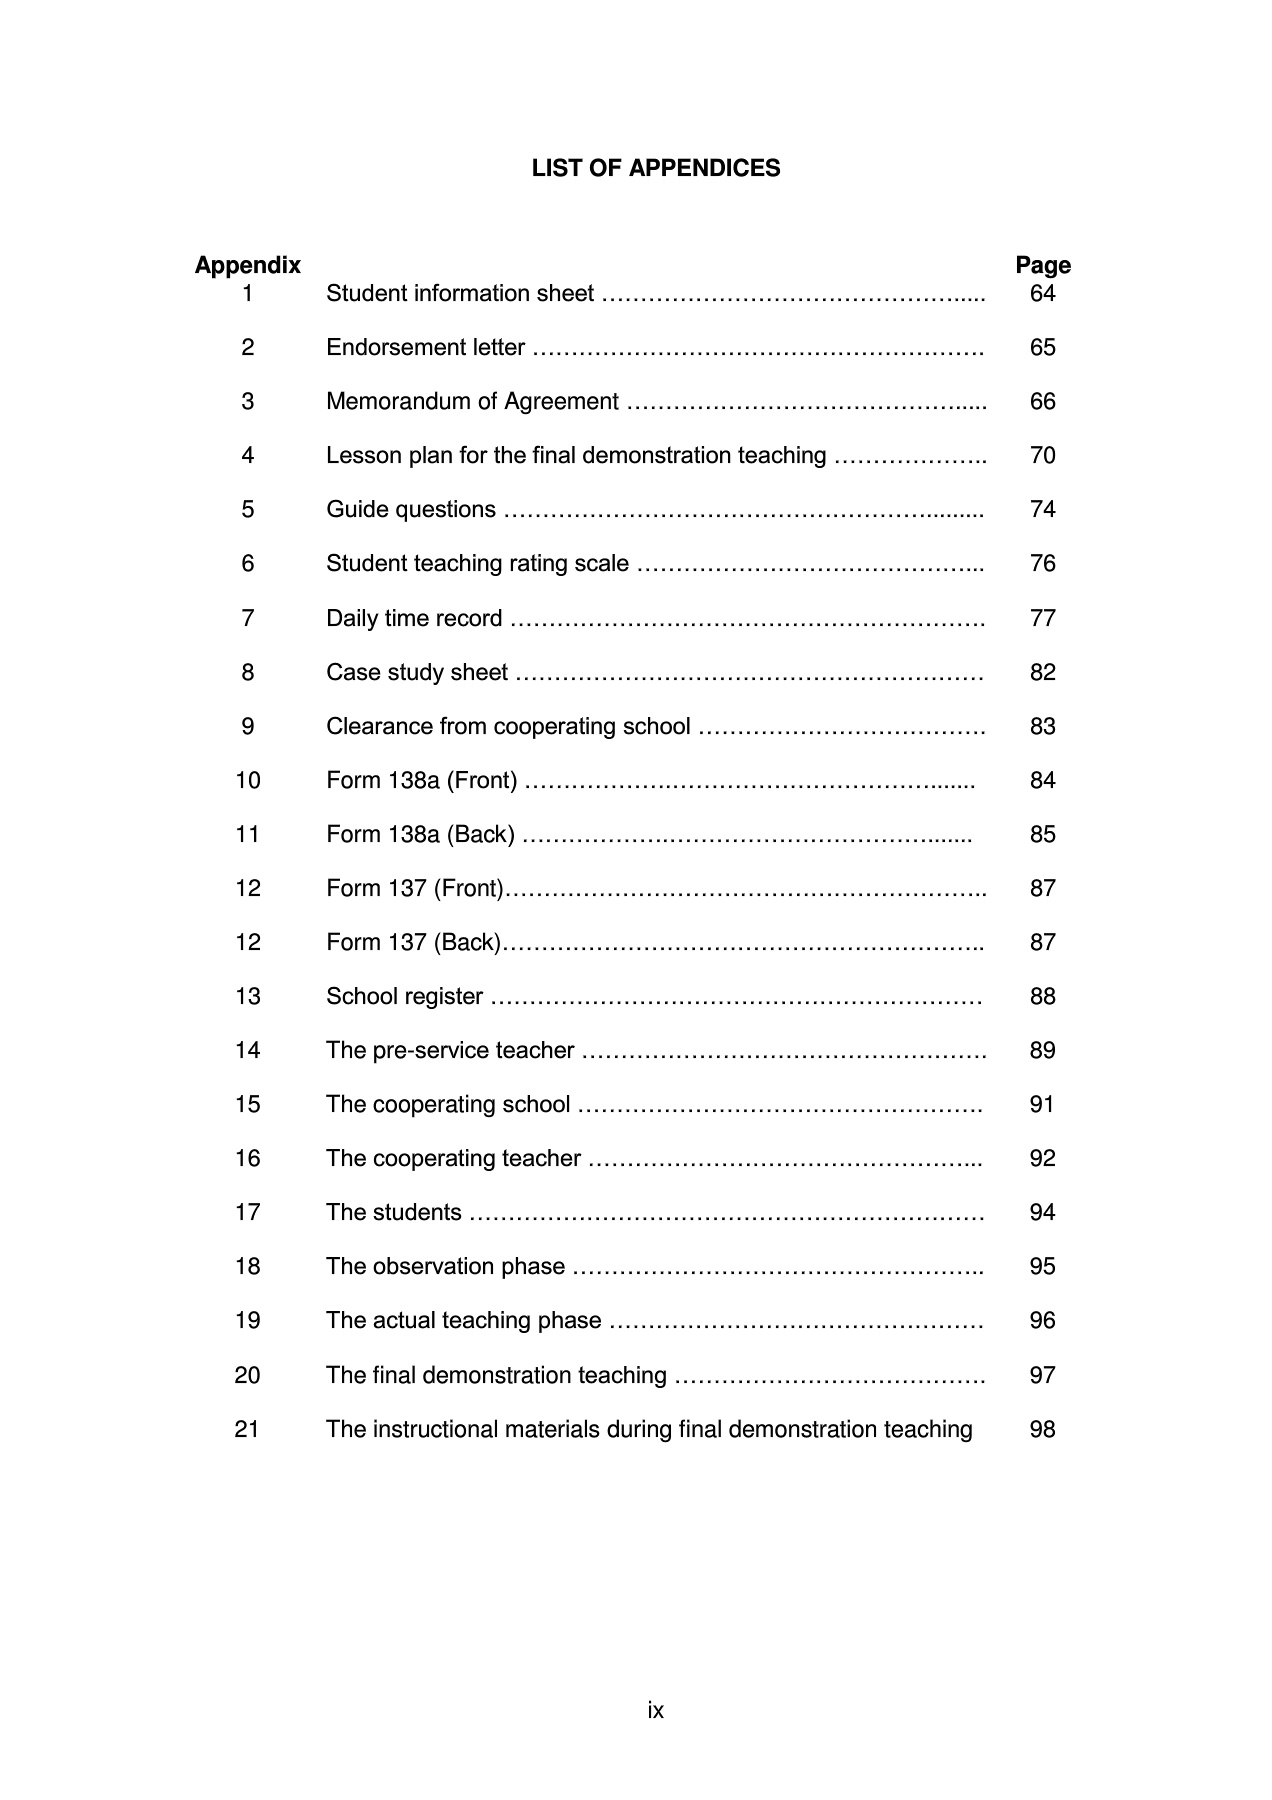 LIST OF APPENDICES
Appendix Page
1 Student information sheet ………………………………………..... 64
2 Endorsement letter …………………………………………………. 65
3 Memorandum of Agreement ……………………………………..... 66
4 Lesson plan for the final demonstration teaching ……………….. 70
5 Guide questions ………………………………………………......... 74
6 Student teaching rating scale ……………………………………... 76
7 Daily time record ……………………………………………………. 77
8 Case study sheet …………………………………………………… 82
9 Clearance from cooperating school ………………………………. 83
10 Form 138a (Front) ……………………………………………....... 84
11 Form 138a (Back) ……………………………………………....... 85
12 Form 137 (Front)…………………………………………………….. 87
12 Form 137 (Back)…………………………………………………….. 87
13 School register ……………………………………………………… 88
14 The pre-service teacher ……………………………………………. 89
15 The cooperating school ……………………………………………. 91
16 The cooperating teacher …………………………………………... 92
17 The students ………………………………………………………… 94
18 The observation phase …………………………………………….. 95
19 The actual teaching phase ………………………………………… 96
20 The final demonstration teaching …………………………………. 97
21 The instructional materials during final demonstration teaching 98
ix